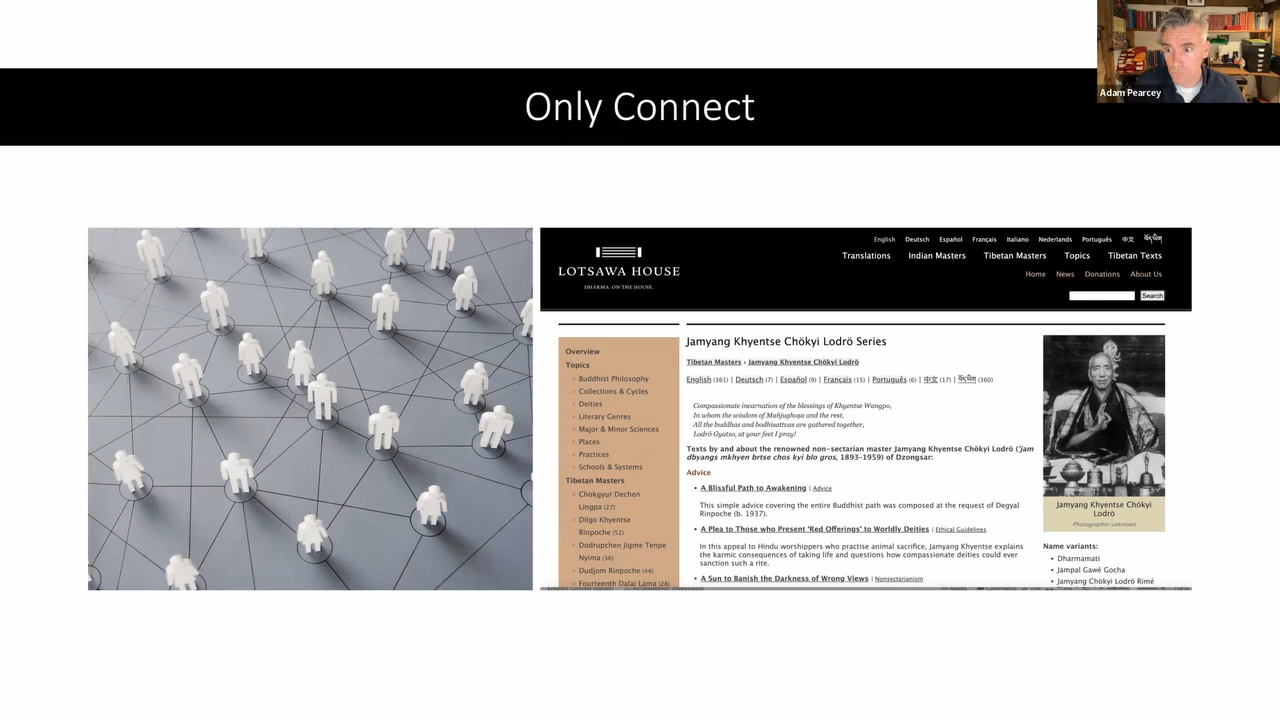 Only Connect
Adam Pearcey
LOTSAWA HOUSE
DHARMA. ON THE HOUSE.
English Deutsch Español Français Italiano Nederlands Português 中文 བོད་ཡིག
Translations Indian Masters Tibetan Masters Topics Tibetan Texts
Home News Donations About Us
Search
Overview
Topics
Buddhist Philosophy
Collections & Cycles
Deities
Literary Genres
Major & Minor Sciences
Places
Practices
Schools & Systems
Tibetan Masters
Chokgyur Dechen
Lingpa (27)
Dilgo Khyentse
Rinpoche (52)
Dodrupchen Jigme Tenpe
Nyima (36)
Dudjom Rinpoche (44)
Fourteenth Dalai Lama (28)
Jamyang Khyentse Chökyi Lodrö Series
Tibetan Masters › Jamyang Khyentse Chökyi Lodrö
English (361) | Deutsch (7) | Español (9) | Français (15) | Português (6) | 中文 (17) | བོད་ཡིག (360)
Compassionate incarnation of the blessings of Khyentse Wangpo,
In whom the wisdom of Mañjughoṣa and the rest,
All the buddhas and bodhisattvas are gathered together,
Lodrö Gyatso, at your feet I pray!
Texts by and about the renowned non-sectarian master Jamyang Khyentse Chökyi Lodrö ('jam
dbyangs mkhyen brtse chos kyi blo gros, 1893–1959) of Dzongsar:
Advice
• A Blissful Path to Awakening | Advice
This simple advice covering the entire Buddhist path was composed at the request of Degyal
Rinpoche (b. 1937).
• A Plea to Those who Present 'Red Offerings' to Worldly Deities | Ethical Guidelines
In this appeal to Hindu worshippers who practise animal sacrifice, Jamyang Khyentse explains
the karmic consequences of taking life and questions how compassionate deities could ever
sanction such a rite.
• A Sun to Banish the Darkness of Wrong Views | Nonsectarianism
Jamyang Khyentse Chökyi
Lodrö
Photographer unknown
Name variants:
• Dharmamati
• Jampal Gawé Gocha
• Jamyang Chökyi Lodrö Rimé